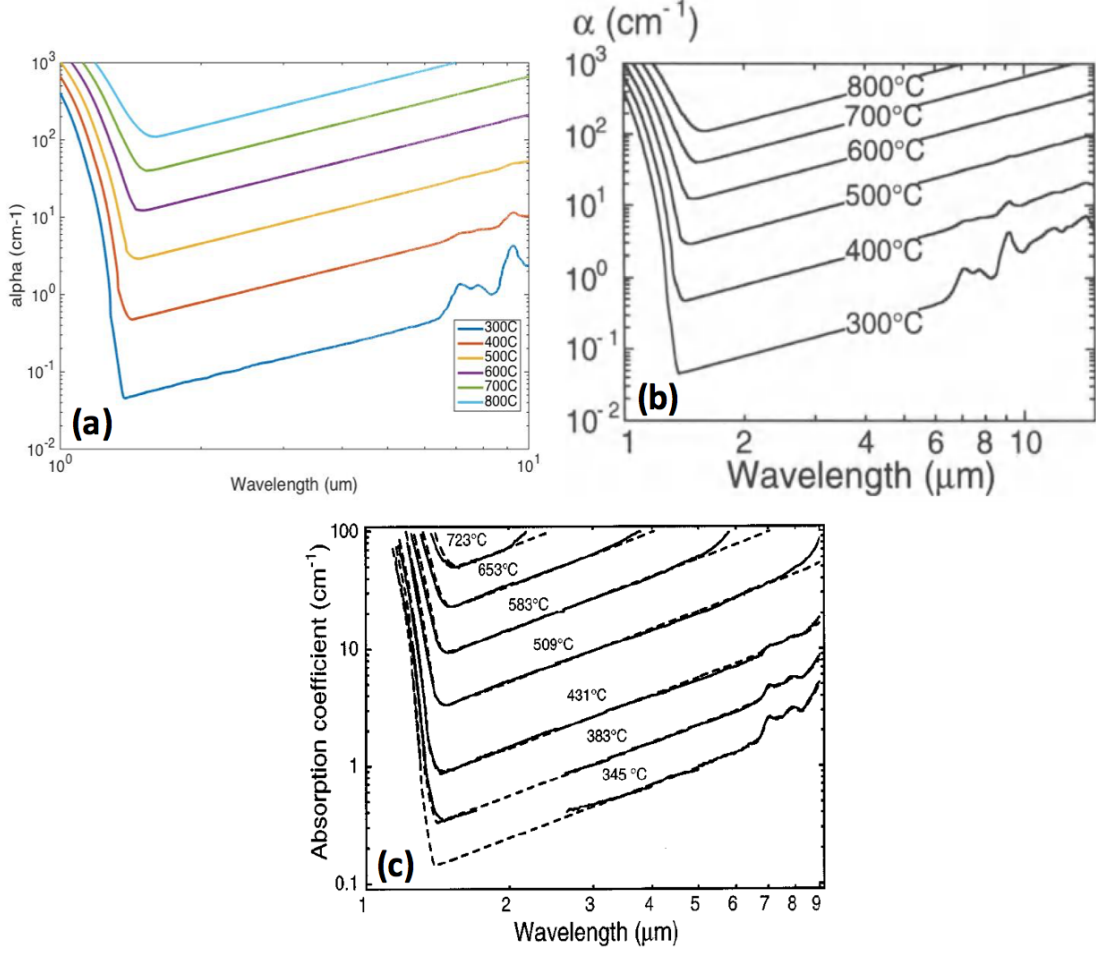 α (cm⁻¹)
10³
10²
10¹
10⁰
10⁻¹
10⁻²
alpha (cm-1)
300C
400C
500C
600C
700C
800C
(a)
10⁰
10¹
Wavelength (um)
10³
10²
10
10⁰
10⁻¹
10⁻²
800°C
700°C
600°C
500°C
400°C
300°C
(b)
1 2 4 6 8 10
Wavelength (μm)
100
10
1
0.1
Absorption coefficient (cm⁻¹)
723°C
653°C
583°C
509°C
431°C
383°C
345 °C
(c)
1 2 3 4 5 6 7 8 9
Wavelength (μm)